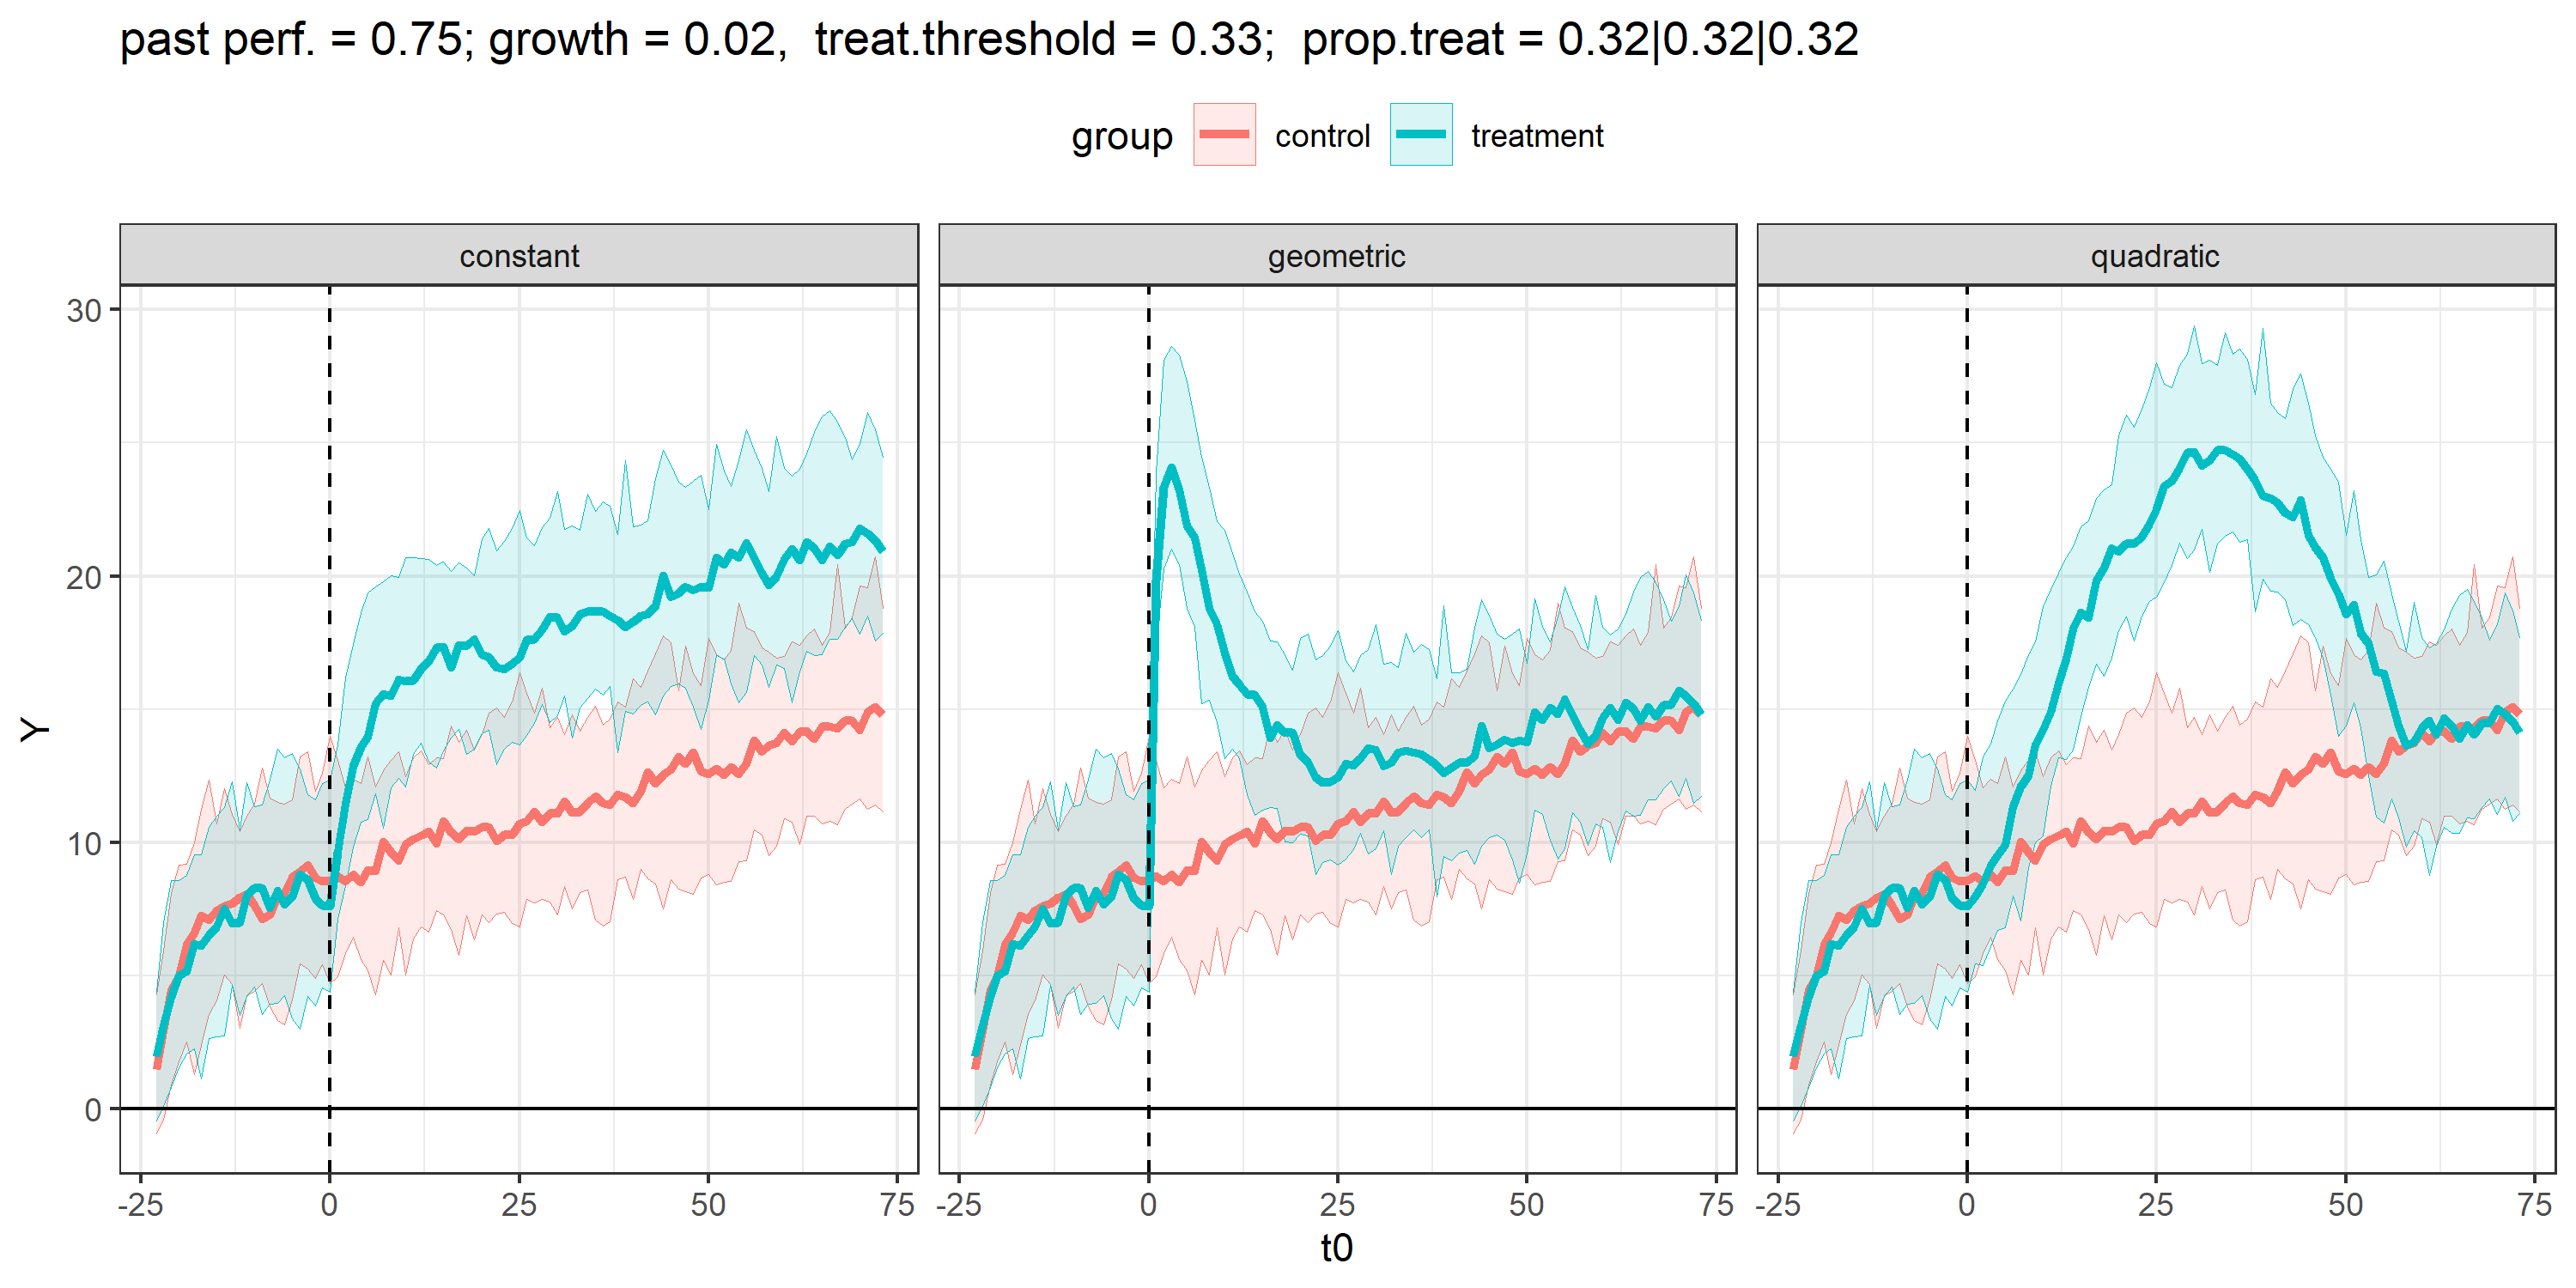 past perf. = 0.75; growth = 0.02,  treat.threshold = 0.33;  prop.treat = 0.32|0.32|0.32
group control treatment
constant geometric quadratic
30
20
10
0
Y
-25 0 25 50 75 -25 0 25 50 75 -25 0 25 50 75
t0